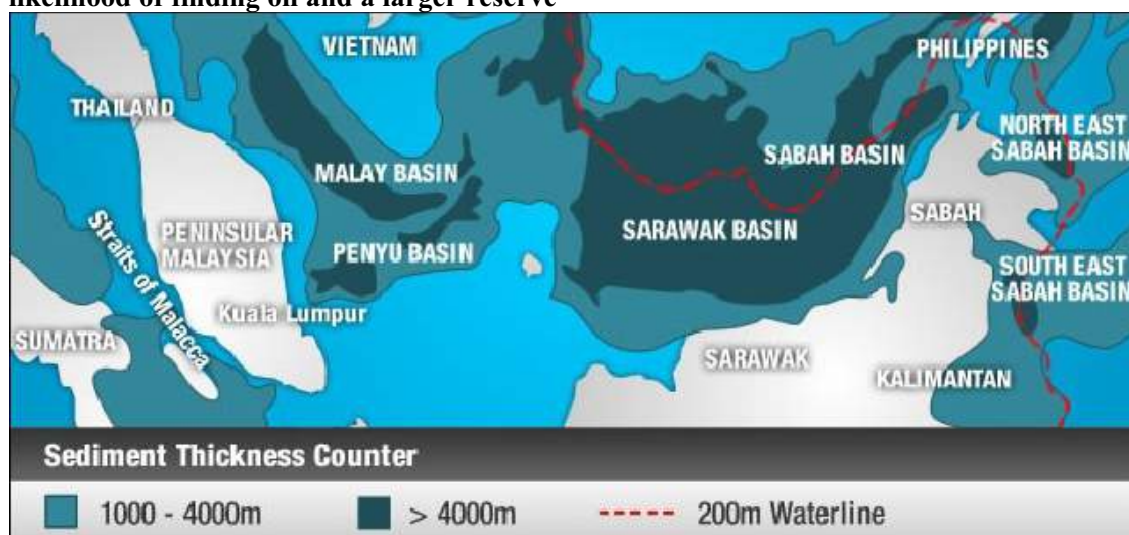 likelihood of finding oil and a larger reserve
VIETNAM
PHILIPPINES
THAILAND
NORTH EAST
SABAH BASIN
SABAH BASIN
MALAY BASIN
SABAH
PENINSULAR
MALAYSIA
SARAWAK BASIN
PENYU BASIN
Straits of Malacca
SOUTH EAST
SABAH BASIN
Kuala Lumpur
SUMATRA
SARAWAK
KALIMANTAN
Sediment Thickness Counter
1000 - 4000m
> 4000m
200m Waterline